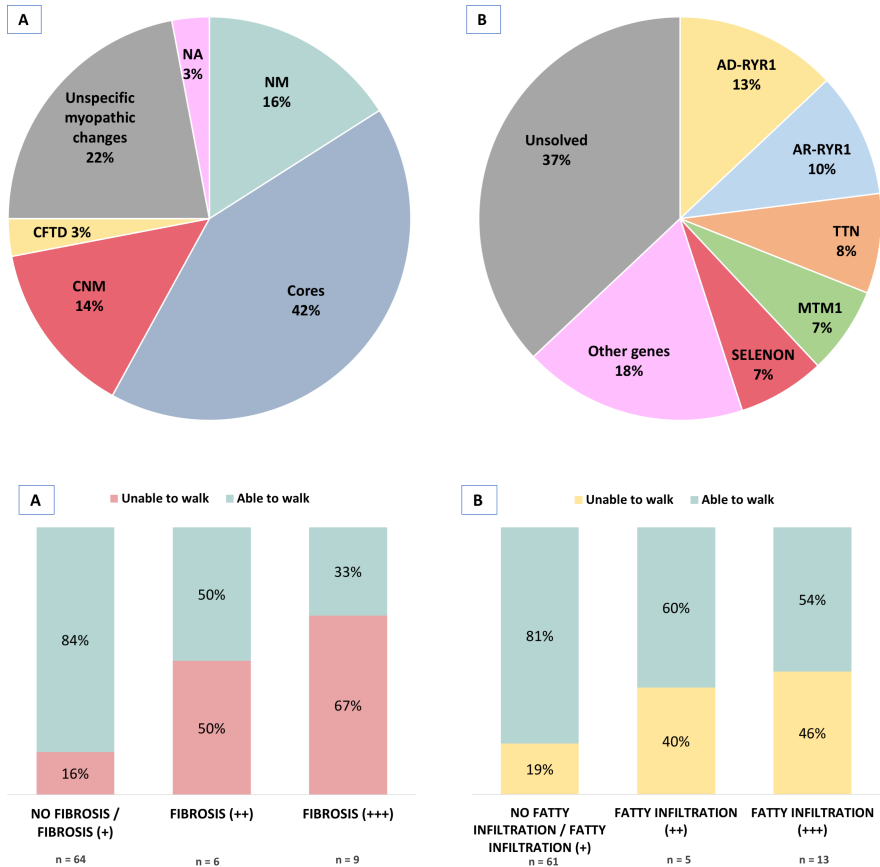 A
NA
3%
NM
16%
Unspecific
myopathic
changes
22%
CFTD 3%
CNM
14%
Cores
42%
B
AD-RYR1
13%
AR-RYR1
10%
TTN
8%
MTM1
7%
SELENON
7%
Other genes
18%
Unsolved
37%
A
Unable to walk Able to walk
84%
16%
50%
50%
33%
67%
NO FIBROSIS /
FIBROSIS (+)
FIBROSIS (++)
FIBROSIS (+++)
n = 64
n = 6
n = 9
B
Unable to walk Able to walk
81%
19%
60%
40%
54%
46%
NO FATTY
INFILTRATION / FATTY
INFILTRATION (+)
FATTY INFILTRATION
(++)
FATTY INFILTRATION
(+++)
n = 61
n = 5
n = 13